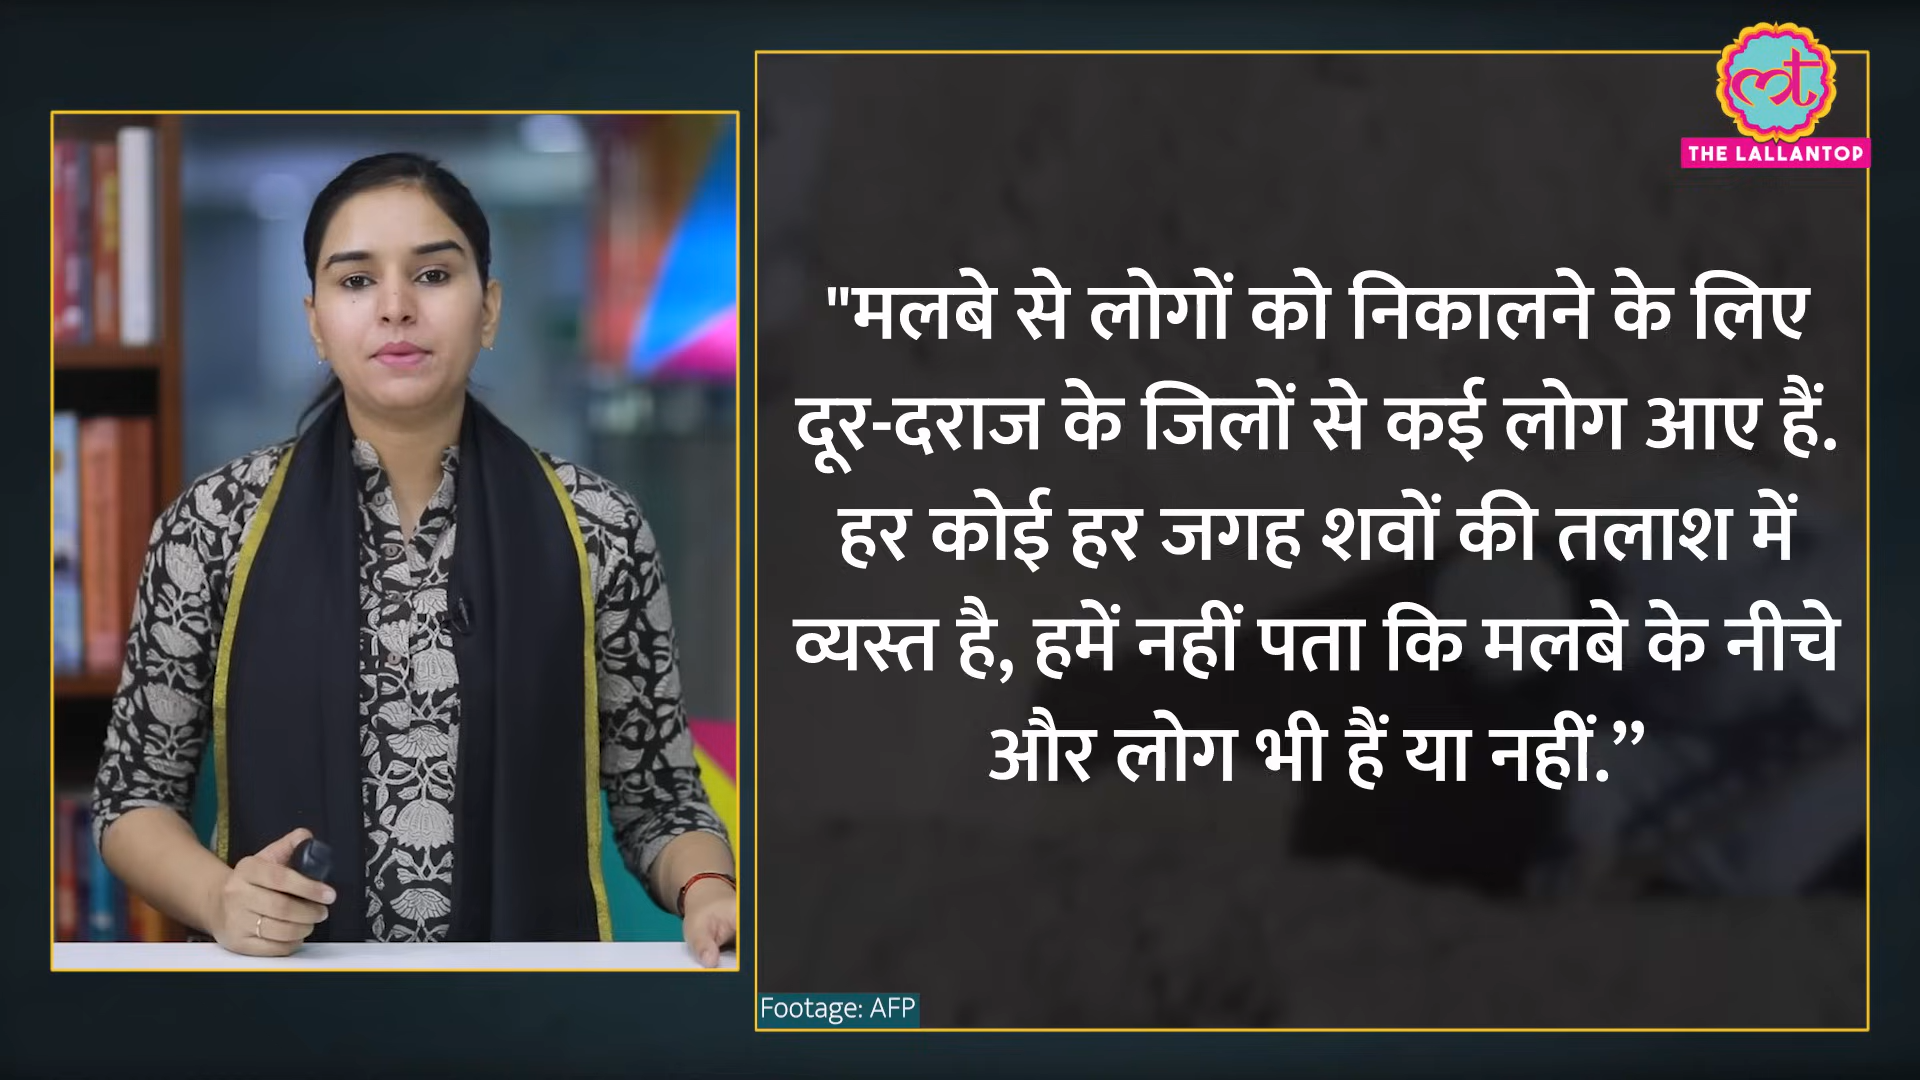 THE LALLANTOP
"मलबे से लोगों को निकालने के लिए
दूर-दराज के जिलों से कई लोग आए हैं.
हर कोई हर जगह शवों की तलाश में
व्यस्त है, हमें नहीं पता कि मलबे के नीचे
और लोग भी हैं या नहीं.”
Footage: AFP